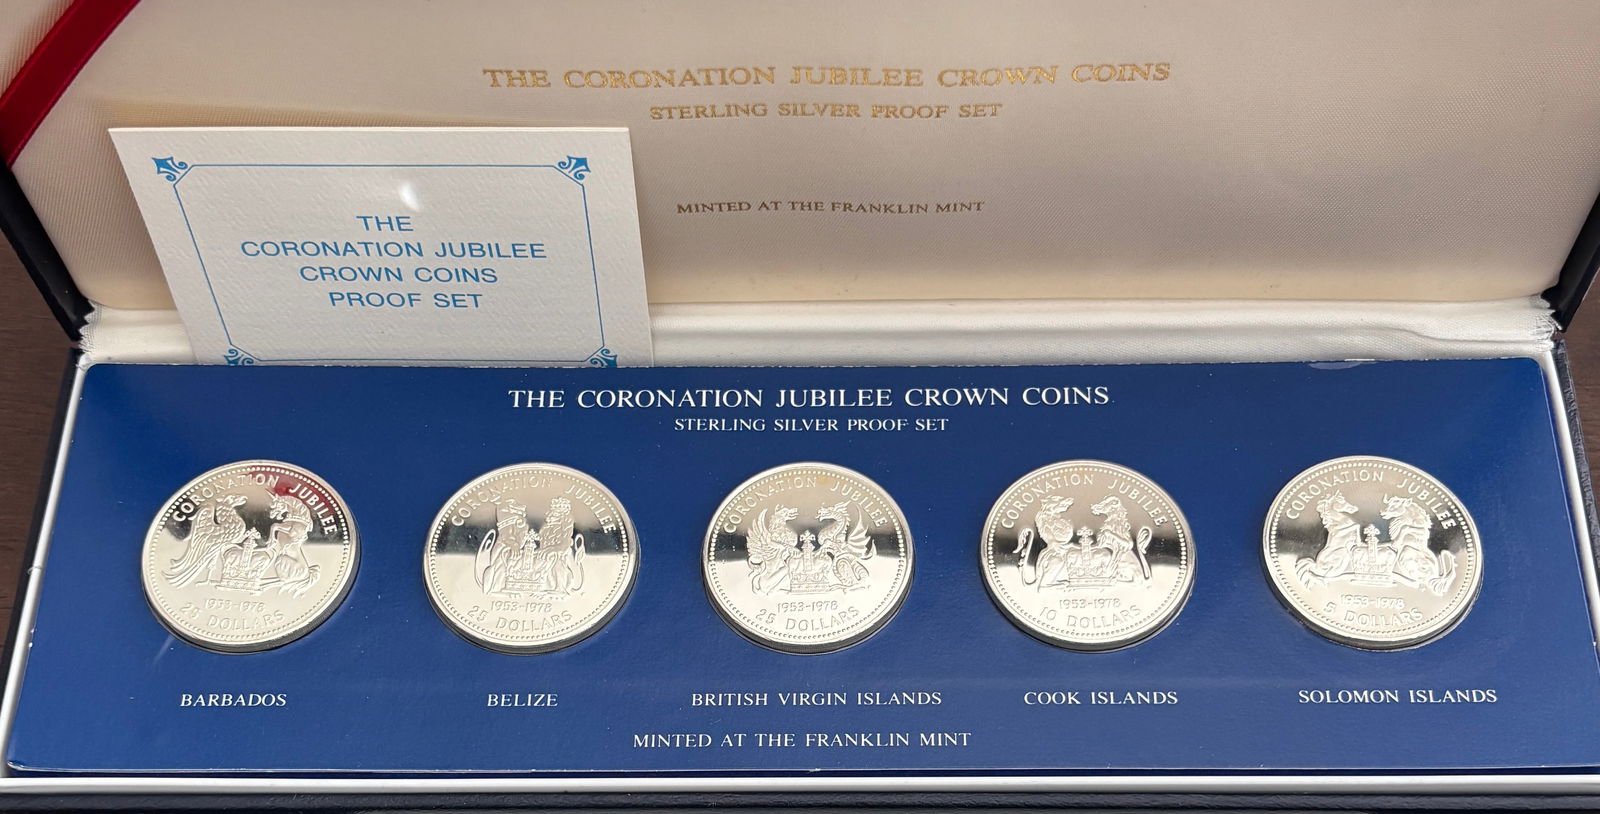 THE CORONATION JUBILEE CROWN COINS
STERLING SILVER PROOF SET
MINTED AT THE FRANKLIN MINT
THE
CORONATION JUBILEE
CROWN COINS
PROOF SET
THE CORONATION JUBILEE CROWN COINS
STERLING SILVER PROOF SET
CORONATION JUBILEE
1953-1978
25 DOLLARS
CORONATION JUBILEE
1953-1978
25 DOLLARS
CORONATION JUBILEE
1953-1978
25 DOLLARS
CORONATION JUBILEE
1953-1978
10 DOLLARS
CORONATION JUBILEE
1953-1978
5 DOLLARS
BARBADOS
BELIZE
BRITISH VIRGIN ISLANDS
COOK ISLANDS
SOLOMON ISLANDS
MINTED AT THE FRANKLIN MINT